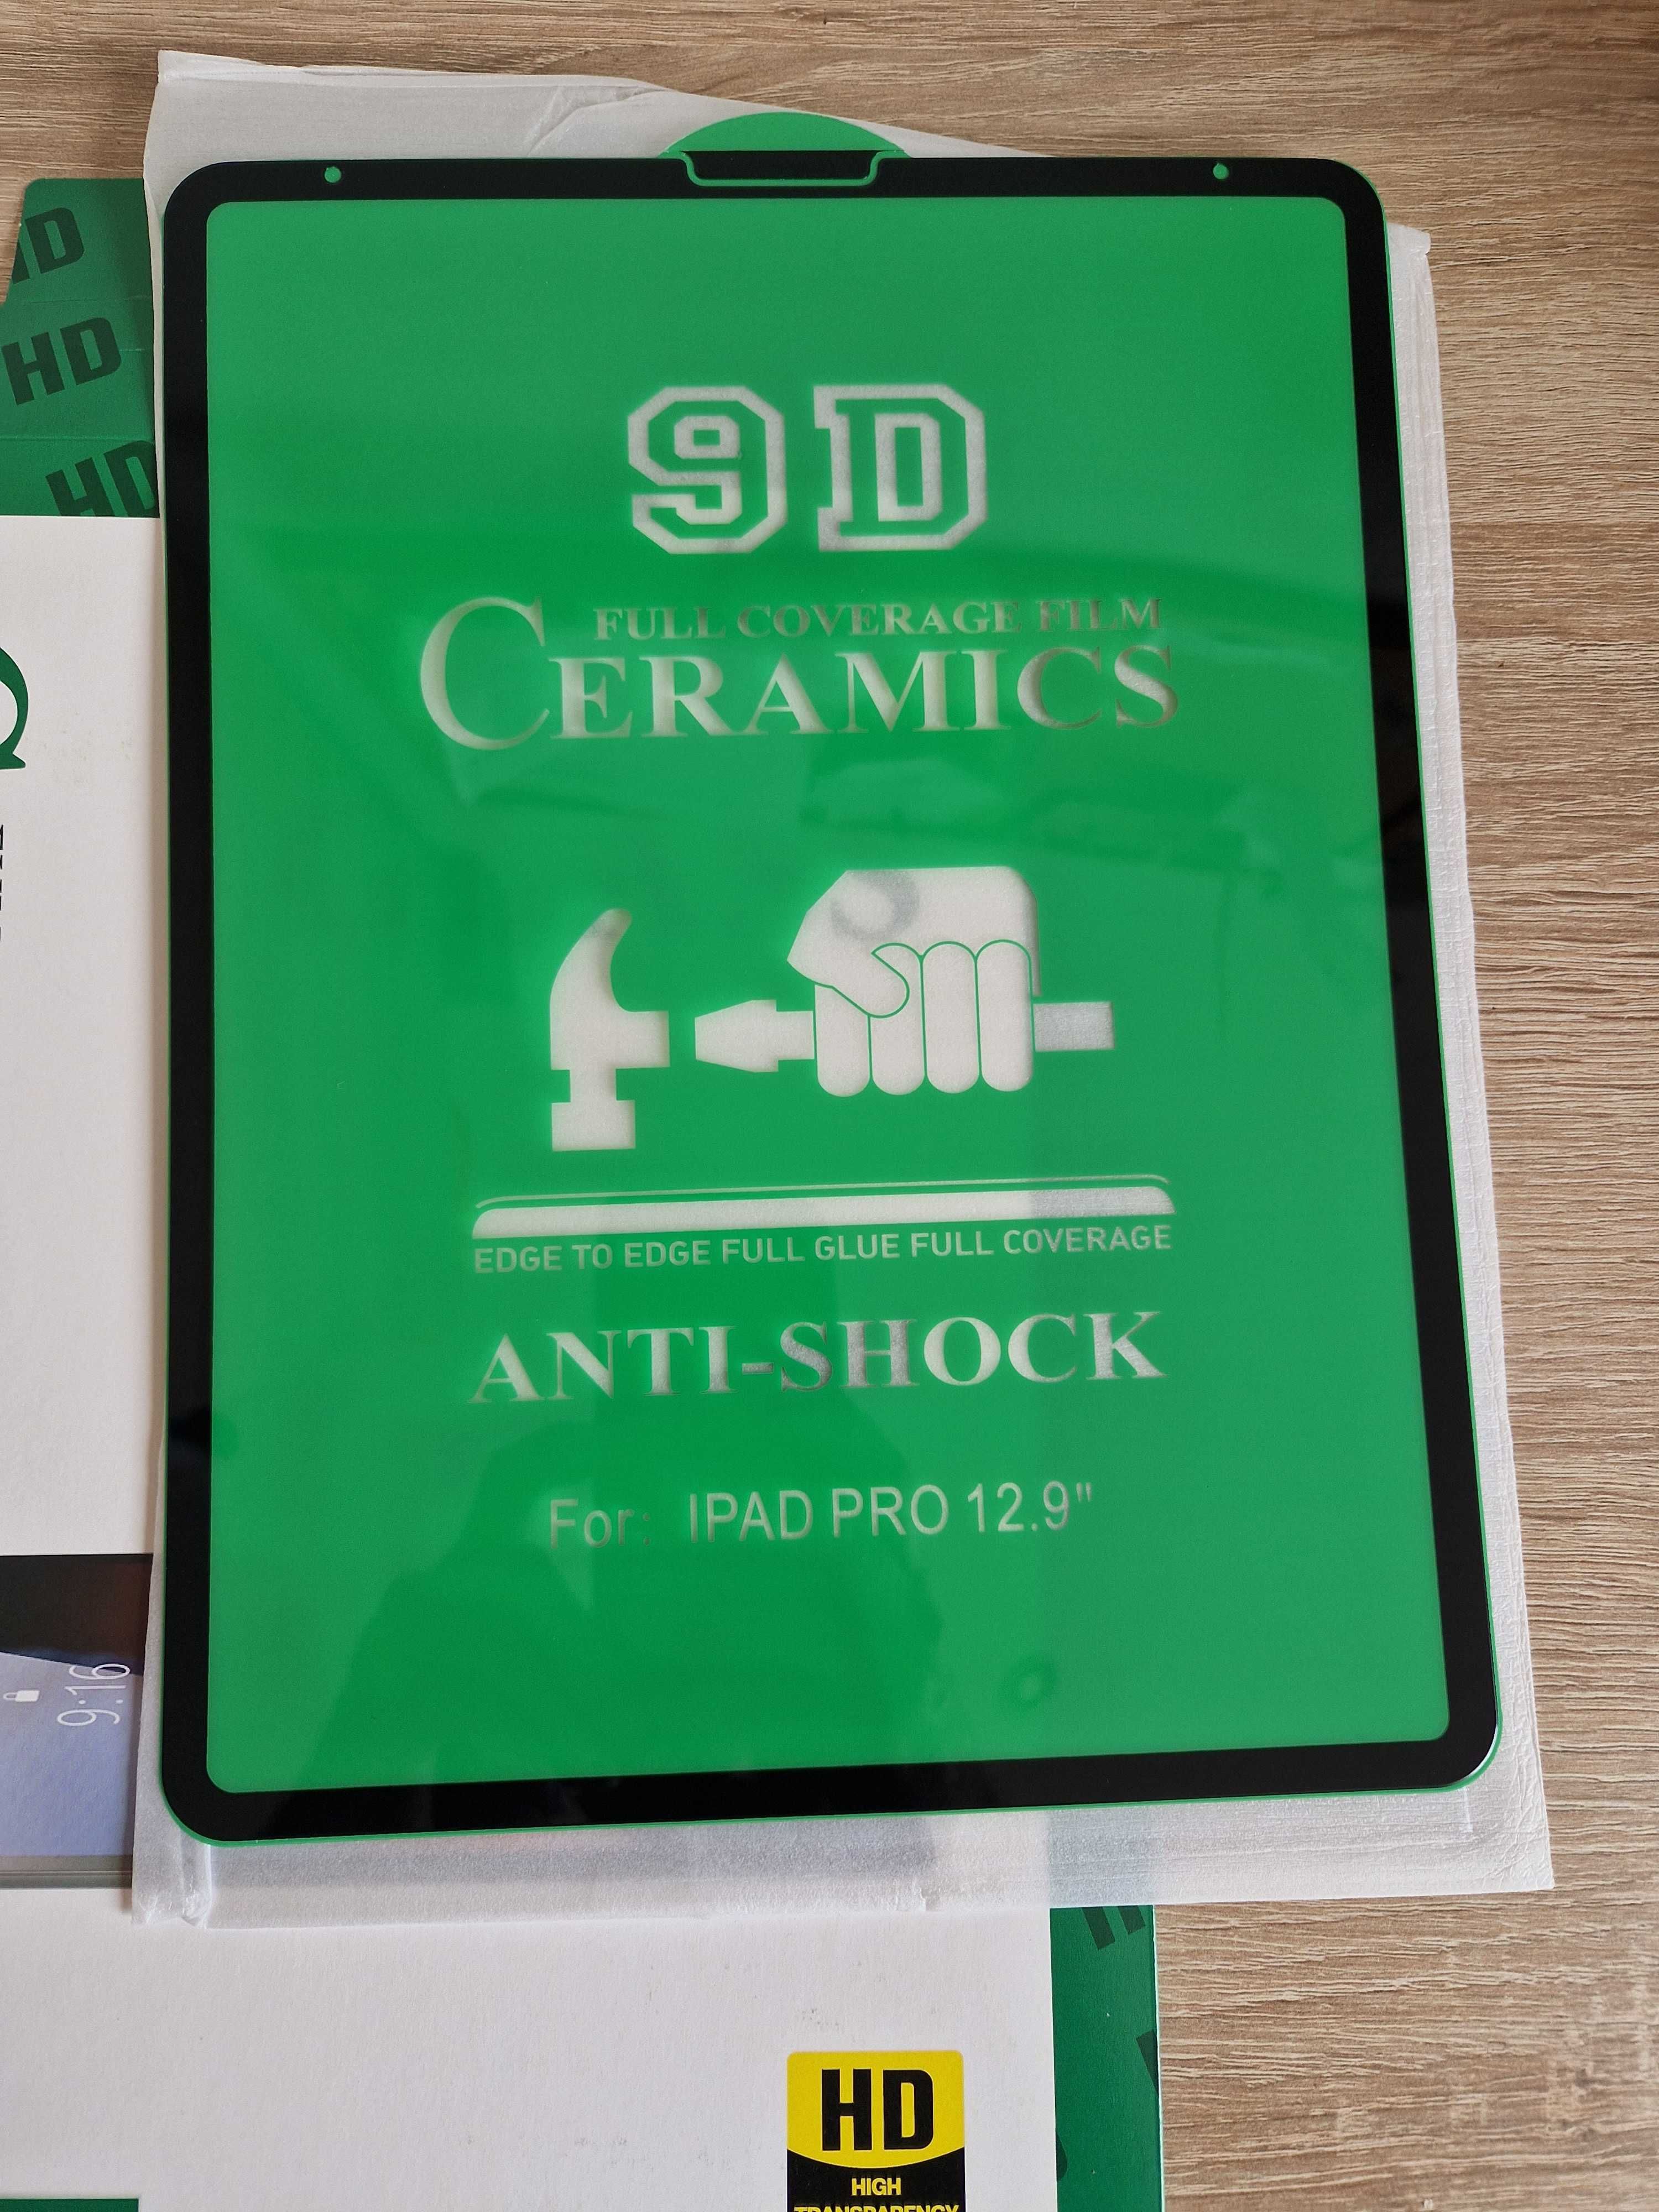 HD
HD
9D
FULL COVERAGE FILM
CERAMICS
EDGE TO EDGE FULL GLUE FULL COVERAGE
ANTI-SHOCK
For: IPAD PRO 12.9"
9:16
HD
HIGH
TRANSPARENCY